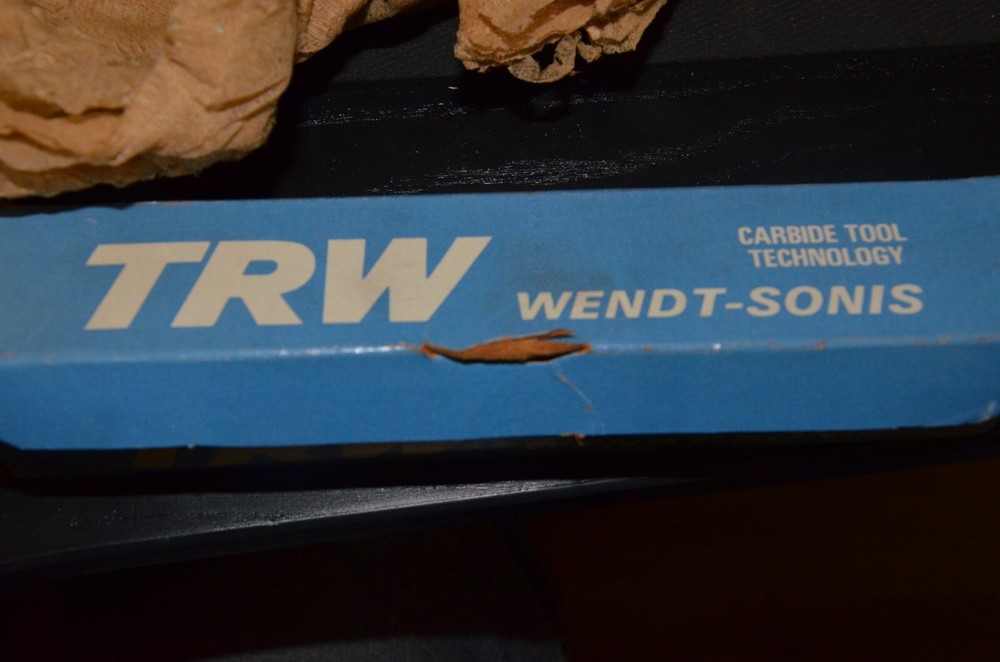 TRW
CARBIDE TOOL
TECHNOLOGY
WENDT-SONIS